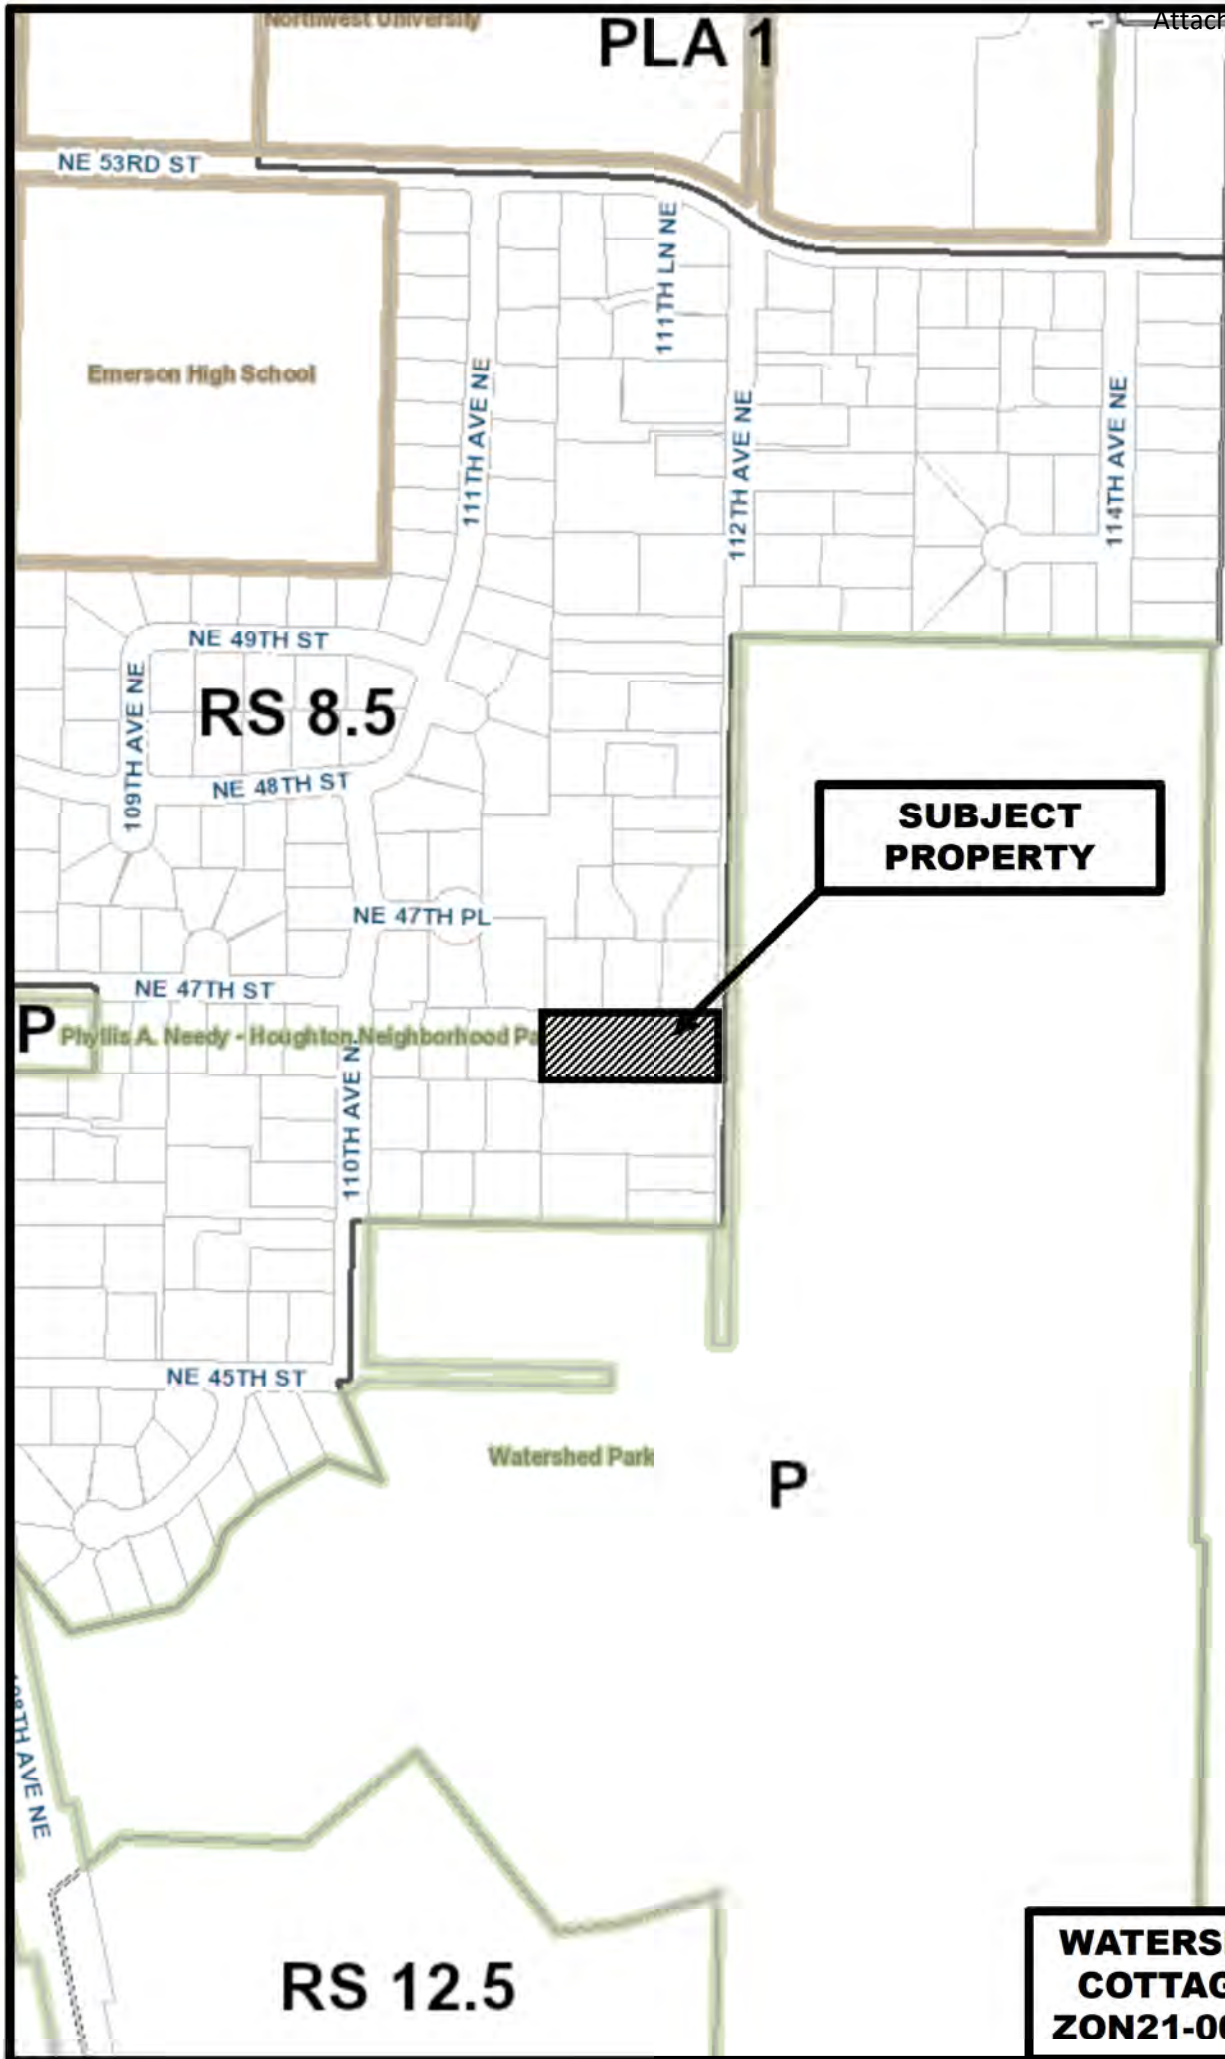 Northwest University
PLA 1
Attach
NE 53RD ST
111TH LN NE
Emerson High School
111TH AVE NE
112TH AVE NE
114TH AVE NE
NE 49TH ST
109TH AVE NE
RS 8.5
NE 48TH ST
SUBJECT
PROPERTY
NE 47TH PL
NE 47TH ST
P
Phyllis A. Needy - Houghton Neighborhood Pa
110TH AVE N
NE 45TH ST
Watershed Park
P
108TH AVE NE
RS 12.5
WATERSH
COTTAG
ZON21-00